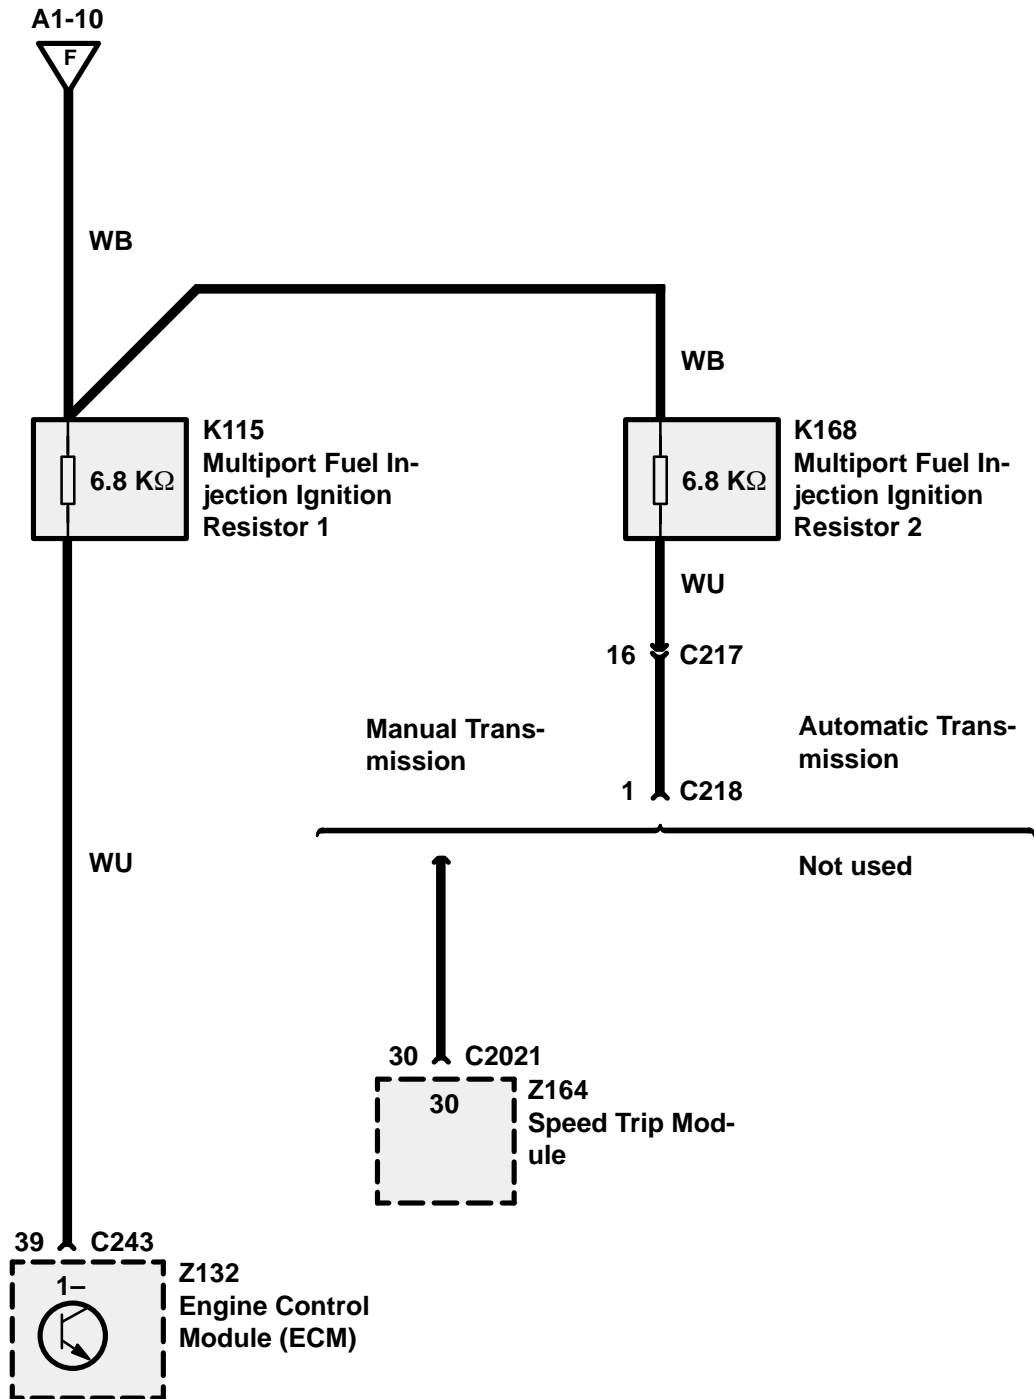 A1-10
F
WB
WB
K115
Multiport Fuel In-
jection Ignition
Resistor 1
6.8 KΩ
K168
Multiport Fuel In-
jection Ignition
Resistor 2
6.8 KΩ
WU
16 C217
Manual Trans-
mission
Automatic Trans-
mission
1 C218
WU
Not used
30 C2021
30
Z164
Speed Trip Mod-
ule
39 C243
1–
Z132
Engine Control
Module (ECM)